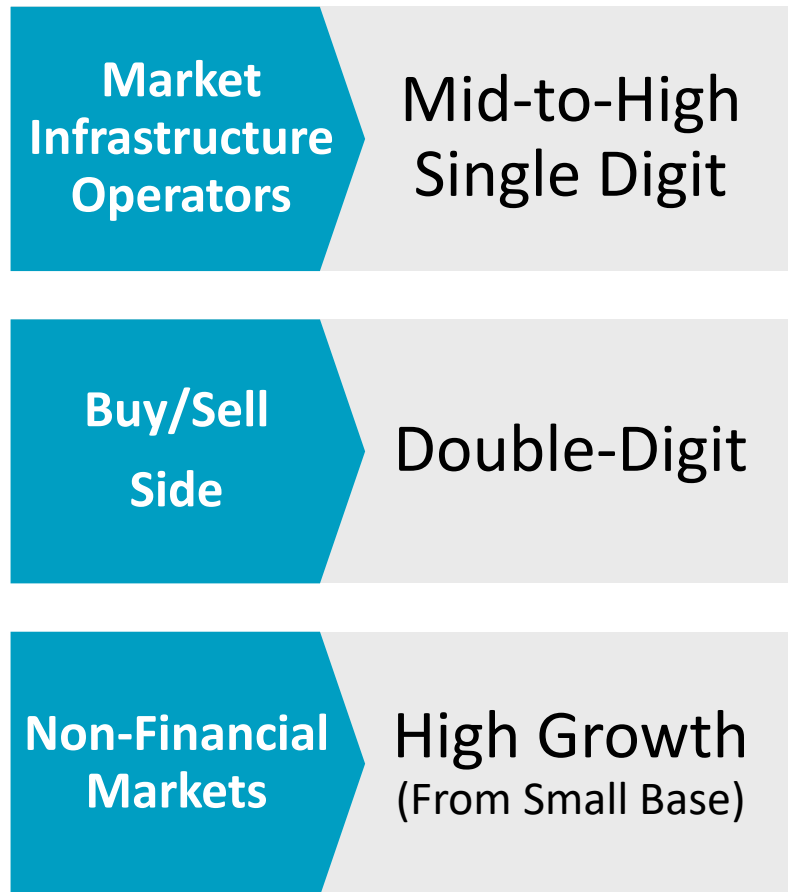 Market
Infrastructure
Operators
Mid-to-High
Single Digit
Buy/Sell
Side
Double-Digit
Non-Financial
Markets
High Growth
(From Small Base)